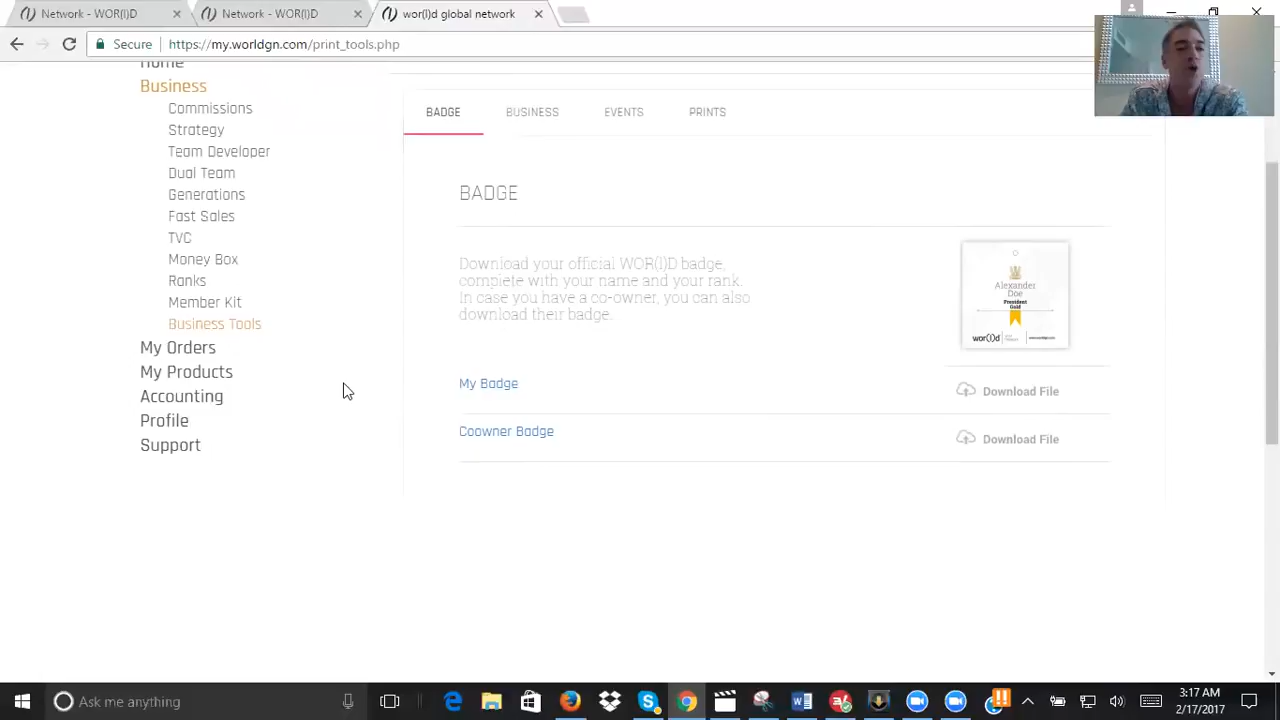 Network - WOR(I)D
Network - WOR(I)D
wor(l)d global network
Secure
https://my.worldgn.com/print_tools.php
Home
Business
Commissions
Strategy
Team Developer
Dual Team
Generations
Fast Sales
TVC
Money Box
Ranks
Member Kit
Business Tools
My Orders
My Products
Accounting
Profile
Support
BADGE
BUSINESS
EVENTS
PRINTS
BADGE
Download your official WOR(I)D badge,
complete with your name and your rank.
In case you have a co-owner, you can also
download their badge.
Alexander
Doe
President
Gold
wor(l)d
My Badge
Download File
Coowner Badge
Download File
Ask me anything
3:17 AM
2/17/2017